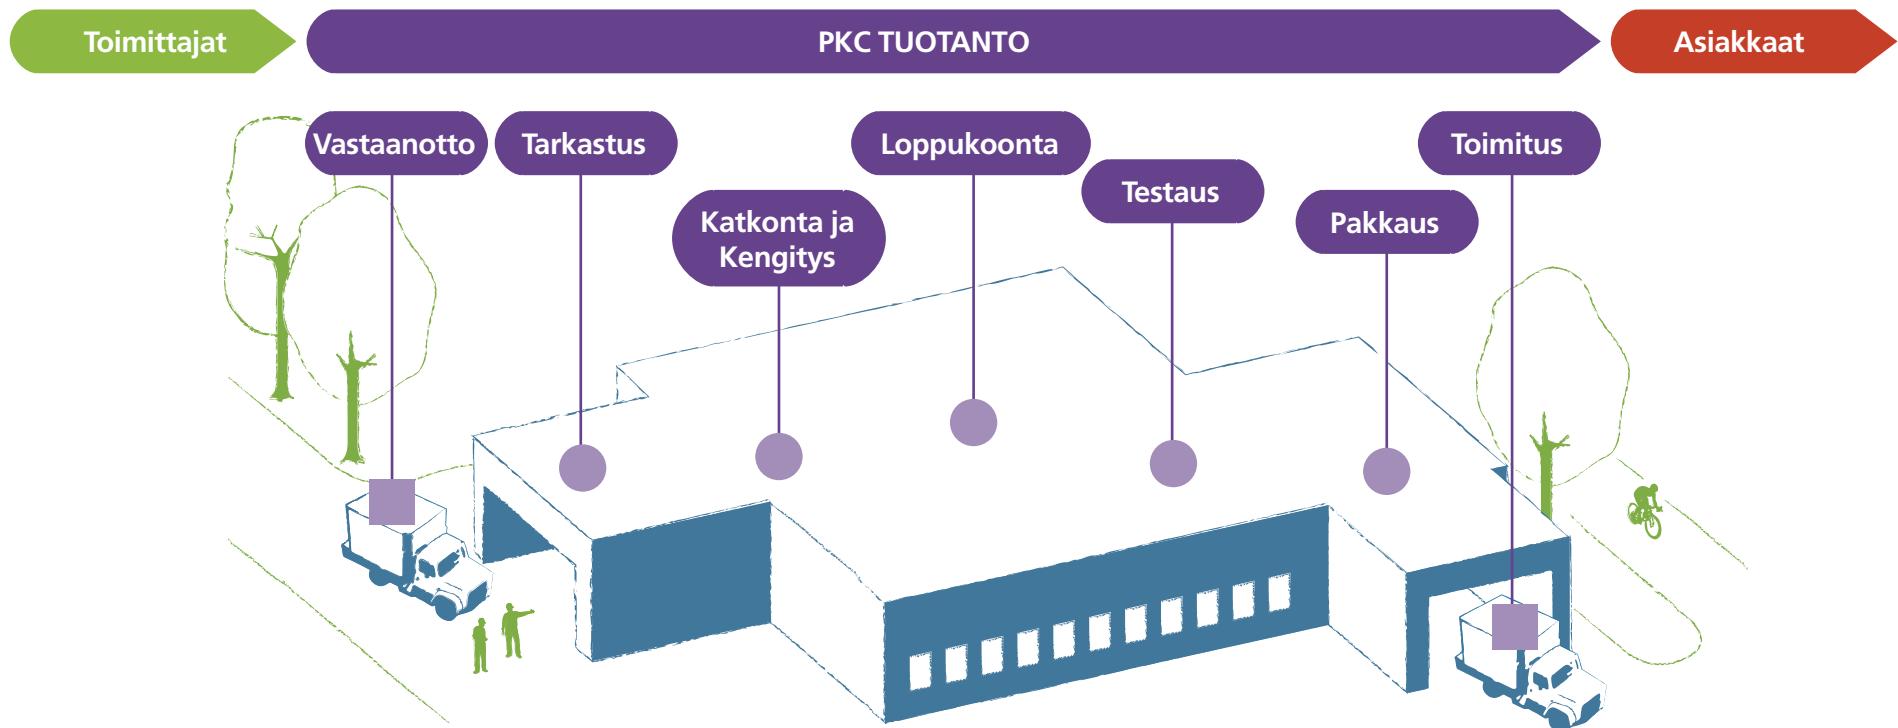 Toimittajat
PKC TUOTANTO
Asiakkaat
Vastaanotto
Tarkastus
Katkonta ja
Kengitys
Loppukoonta
Testaus
Pakkaus
Toimitus